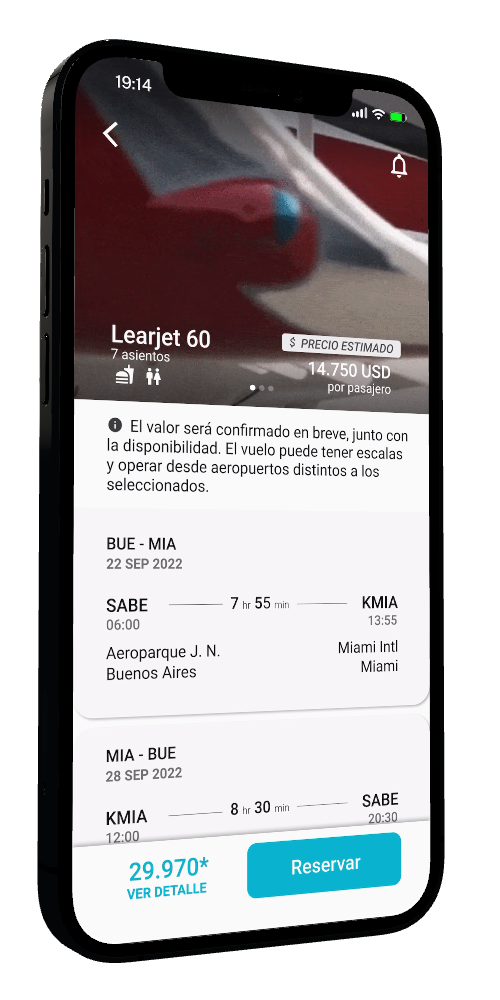 19:14
Learjet 60
7 asientos
$ PRECIO ESTIMADO
14.750 USD
por pasajero
El valor será confirmado en breve, junto con
la disponibilidad. El vuelo puede tener escalas
y operar desde aeropuertos distintos a los
seleccionados.
BUE - MIA
22 SEP 2022
SABE 7 hr 55 min KMIA
06:00 13:55
Aeroparque J. N. Miami Intl
Buenos Aires Miami
MIA - BUE
28 SEP 2022
KMIA 8 hr 30 min SABE
12:00 20:30
29.970* Reservar
VER DETALLE